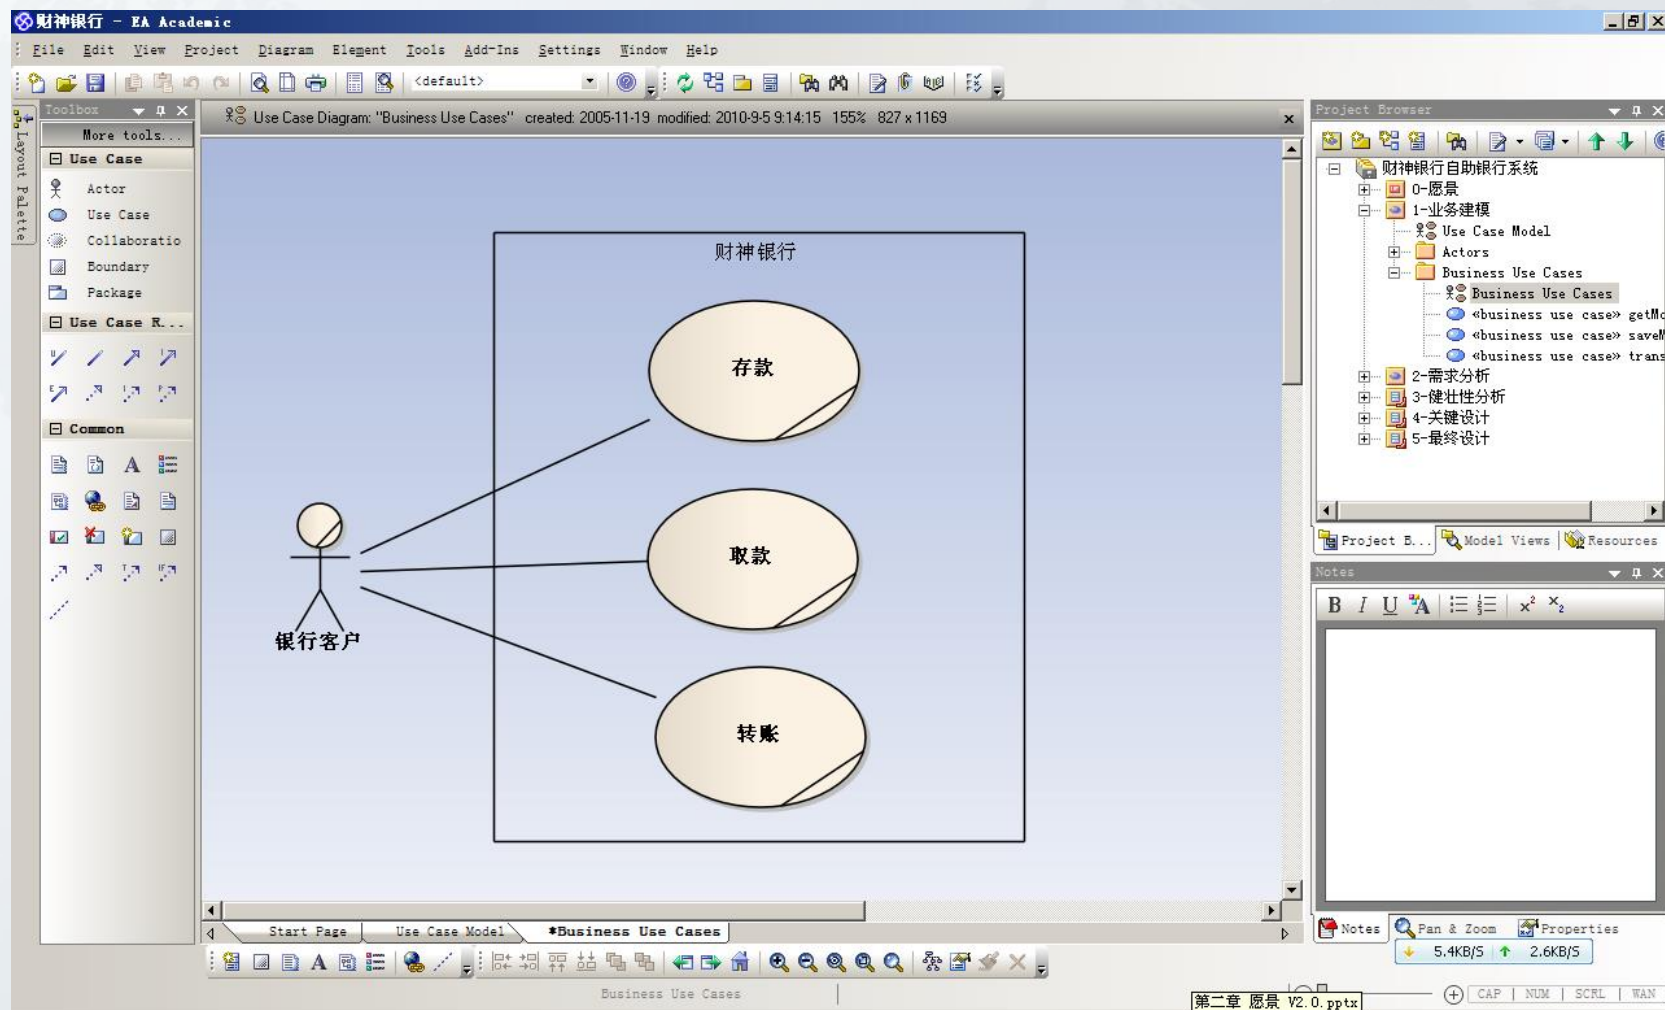 财神银行 - EA Academic
File Edit View Project Diagram Element Tools Add-Ins Settings Window Help
<default>
Layout Palette
Toolbox
More tools...
Use Case
Actor
Use Case
Collaboratio
Boundary
Package
Use Case R...
Common
Use Case Diagram: "Business Use Cases" created: 2005-11-19 modified: 2010-9-5 9:14:15 155% 827 x 1169
财神银行
存款
取款
转账
银行客户
Start Page
Use Case Model
*Business Use Cases
Business Use Cases
Project Browser
财神银行自助银行系统
0-愿景
1-业务建模
Use Case Model
Actors
Business Use Cases
Business Use Cases
«business use case» getMo
«business use case» saveM
«business use case» trans
2-需求分析
3-健壮性分析
4-关键设计
5-最终设计
Project B...
Model Views
Resources
Notes
B I U A x² x₂
Notes
Pan & Zoom
Properties
5.4KB/S 2.6KB/S
第二章 愿景 V2.0.pptx
CAP NUM SCRL WAN